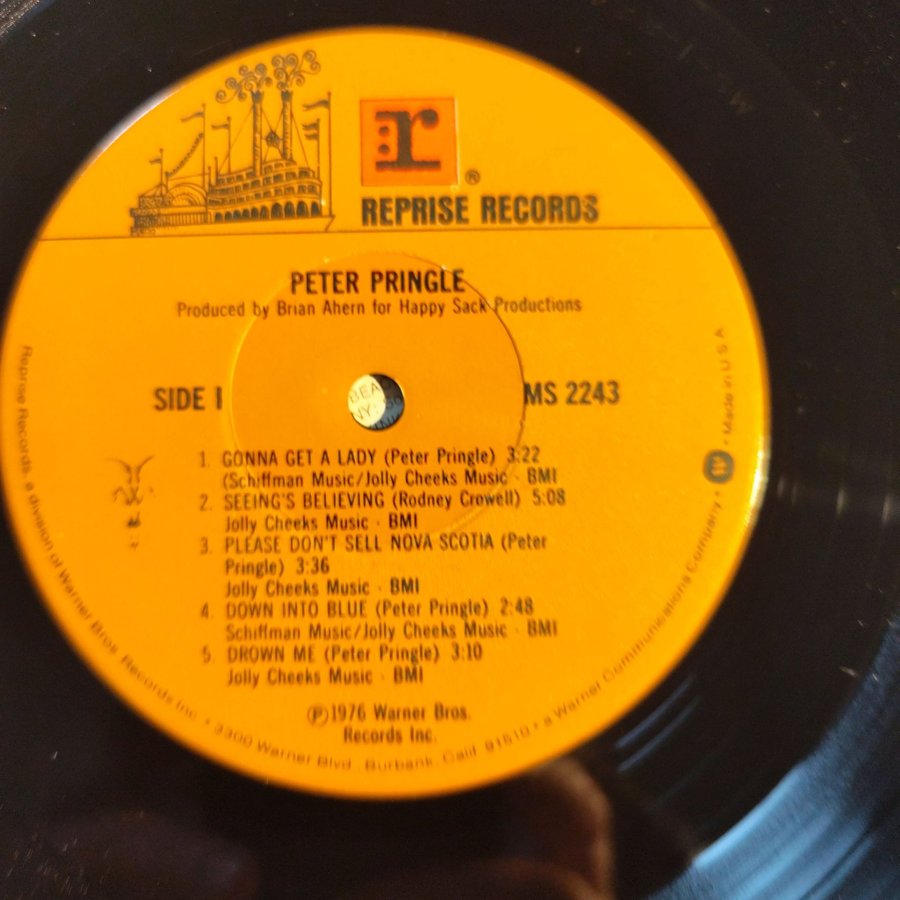 r ®
REPRISE RECORDS
PETER PRINGLE
Produced by Brian Ahern for Happy Sack Productions
SIDE I MS 2243
1. GONNA GET A LADY (Peter Pringle) 3:22
(Schiffman Music/Jolly Cheeks Music · BMI
2. SEEING'S BELIEVING (Rodney Crowell) 5:08
Jolly Cheeks Music · BMI
3. PLEASE DON'T SELL NOVA SCOTIA (Peter
Pringle) 3:36
Jolly Cheeks Music · BMI
4. DOWN INTO BLUE (Peter Pringle) 2:48
Schiffman Music/Jolly Cheeks Music · BMI
5. DROWN ME (Peter Pringle) 3:10
Jolly Cheeks Music · BMI
Ⓟ1976 Warner Bros.
Records Inc.
Reprise Records, a division of Warner Bros. Records Inc. • 3300 Warner Blvd., Burbank, Calif. 91510 • a Warner Communications Company • W • Made in U.S.A.